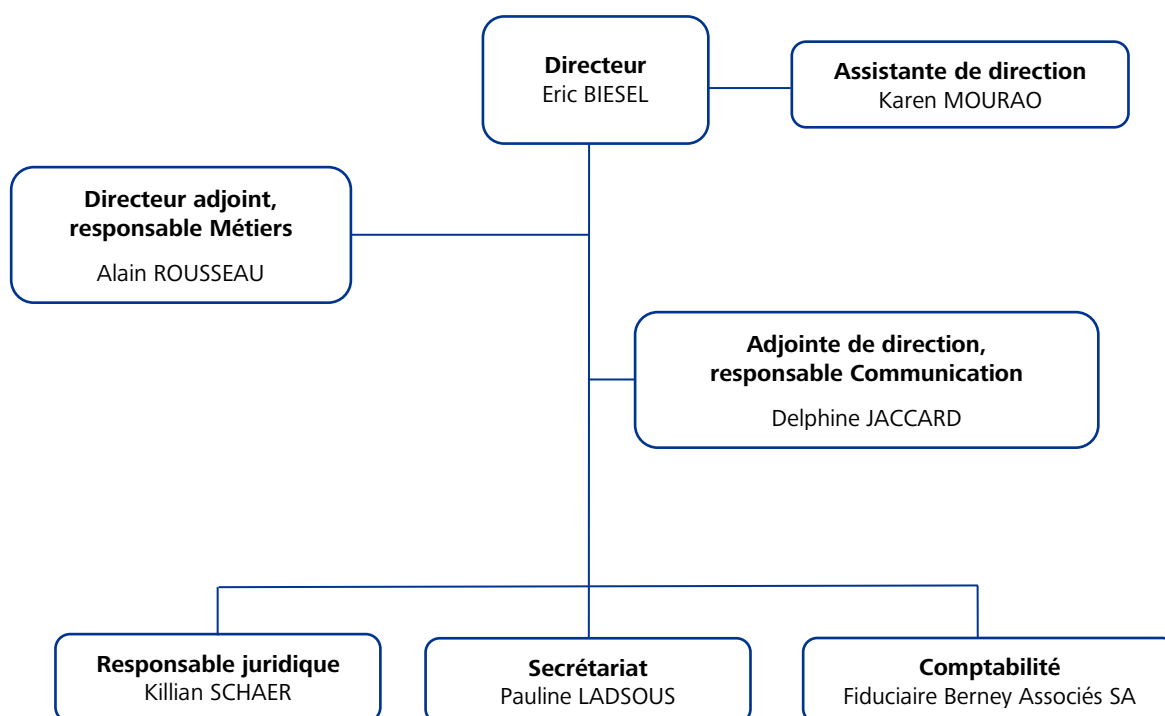 Directeur
Eric BIESEL
Assistante de direction
Karen MOURAO
Directeur adjoint,
responsable Métiers
Alain ROUSSEAU
Adjointe de direction,
responsable Communication
Delphine JACCARD
Responsable juridique
Killian SCHAER
Secrétariat
Pauline LADSOUS
Comptabilité
Fiduciaire Berney Associés SA